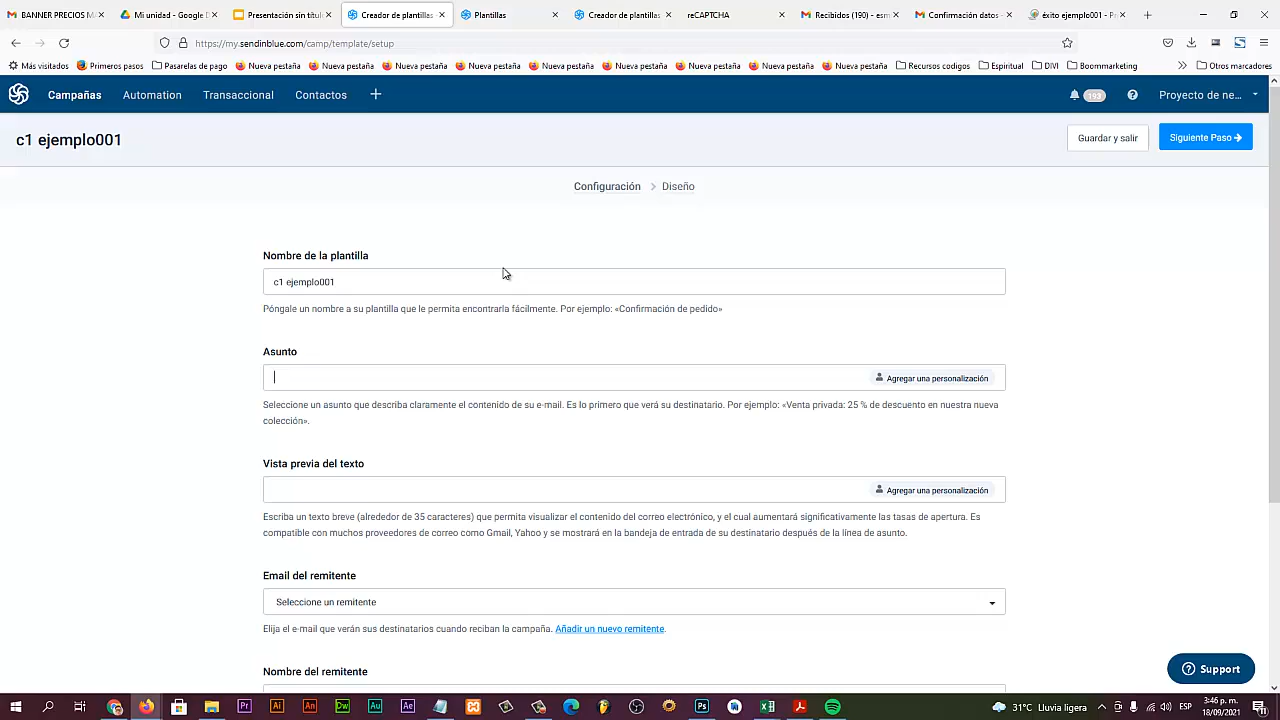 BANNER PRECIOS M
Mi unidad - Google D
Presentación sin títu
Creador de plantillas
Plantillas
Creador de plantillas
reCAPTCHA
Recibidos (190) - esm
Confirmación datos -
éxito ejemplo001 - Pr
https://my.sendinblue.com/camp/template/setup
Más visitados Primeros pasos Pasarelas de pago Nueva pestaña Nueva pestaña Nueva pestaña Nueva pestaña Nueva pestaña Nueva pestaña Nueva pestaña Nueva pestaña Nueva pestaña Recursos codigos Espiritual DIVI Boommarketing Otros marcadores
Campañas Automation Transaccional Contactos 193 Proyecto de ne...
c1 ejemplo001 Guardar y salir Siguiente Paso
Configuración Diseño
Nombre de la plantilla
c1 ejemplo001
Póngale un nombre a su plantilla que le permita encontrarla fácilmente. Por ejemplo: «Confirmación de pedido»
Asunto
Agregar una personalización
Seleccione un asunto que describa claramente el contenido de su e-mail. Es lo primero que verá su destinatario. Por ejemplo: «Venta privada: 25 % de descuento en nuestra nueva
colección».
Vista previa del texto
Agregar una personalización
Escriba un texto breve (alrededor de 35 caracteres) que permita visualizar el contenido del correo electrónico, y el cual aumentará significativamente las tasas de apertura. Es
compatible con muchos proveedores de correo como Gmail, Yahoo y se mostrará en la bandeja de entrada de su destinatario después de la línea de asunto.
Email del remitente
Seleccione un remitente
Elija el e-mail que verán sus destinatarios cuando reciban la campaña. Añadir un nuevo remitente.
Nombre del remitente
Support
31°C Lluvia ligera ESP 3:46 p. m.
18/09/2021